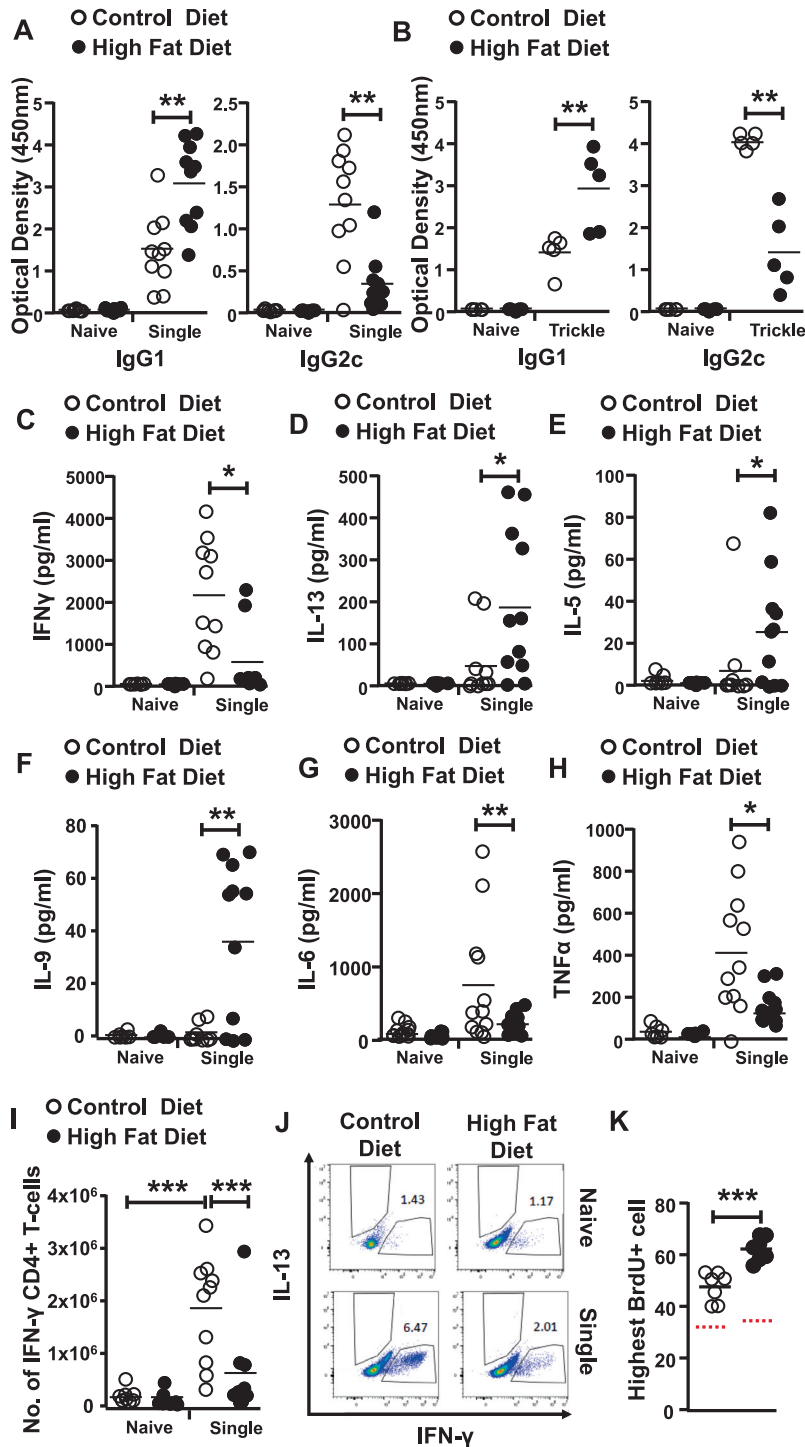 A
○ Control Diet
● High Fat Diet
Optical Density (450nm)
5
4
3
2
1
0
**
Naive
Single
IgG1
2.5
2.0
1.5
1.0
0.5
0.0
**
Naive
Single
IgG2c
B
○ Control Diet
● High Fat Diet
Optical Density (450nm)
5
4
3
2
1
0
**
Naive
Trickle
IgG1
5
4
3
2
1
0
**
Naive
Trickle
IgG2c
C
○ Control Diet
● High Fat Diet
IFNγ (pg/ml)
5000
4000
3000
2000
1000
0
*
Naive
Single
D
○ Control Diet
● High Fat Diet
IL-13 (pg/ml)
500
400
300
200
100
0
*
Naive
Single
E
○ Control Diet
● High Fat Diet
IL-5 (pg/ml)
100
80
60
40
20
0
*
Naive
Single
F
○ Control Diet
● High Fat Diet
IL-9 (pg/ml)
80
60
40
20
0
**
Naive
Single
G
○ Control Diet
● High Fat Diet
IL-6 (pg/ml)
3000
2000
1000
0
**
Naive
Single
H
○ Control Diet
● High Fat Diet
TNFα (pg/ml)
1000
800
600
400
200
0
*
Naive
Single
I
○ Control Diet
● High Fat Diet
No. of IFN-γ CD4+ T-cells
4x10⁶
3x10⁶
2x10⁶
1x10⁶
0
***
***
Naive
Single
J
Control
Diet
High Fat
Diet
IL-13
1.43
1.17
Naive
6.47
2.01
Single
IFN-γ
K
Highest BrdU+ cell
80
60
40
20
0
***